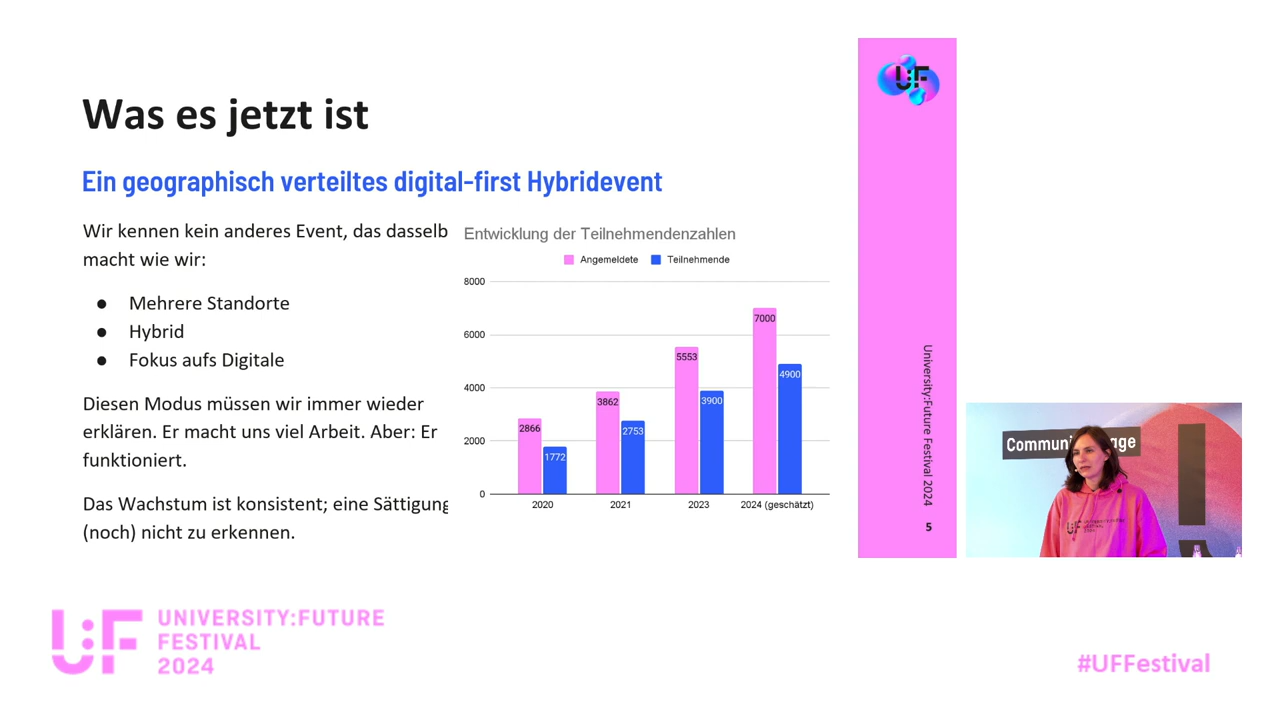 Was es jetzt ist
Ein geographisch verteiltes digital-first Hybridevent
Wir kennen kein anderes Event, das dasselb
macht wie wir:
● Mehrere Standorte
● Hybrid
● Fokus aufs Digitale
Diesen Modus müssen wir immer wieder
erklären. Er macht uns viel Arbeit. Aber: Er
funktioniert.
Das Wachstum ist konsistent; eine Sättigung
(noch) nicht zu erkennen.
Entwicklung der Teilnehmendenzahlen
Angemeldete Teilnehmende
8000
6000
4000
2000
0
2866 1772
3862 2753
5553 3900
7000 4900
2020 2021 2023 2024 (geschätzt)
U:F
University:Future Festival 2024
5
U:F
UNIVERSITY:FUTURE
FESTIVAL
2024
#UFFestival